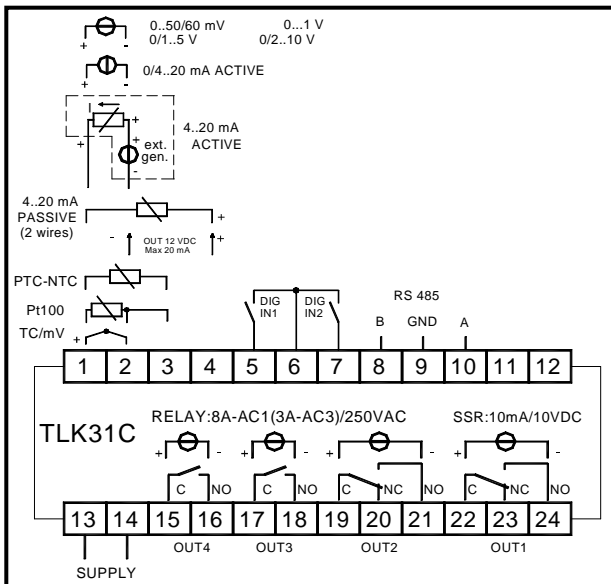 0..50/60 mV 0...1 V
0/1..5 V 0/2..10 V
+ -
0/4..20 mA ACTIVE
+ -
I
+
4..20 mA
ACTIVE
+ + ext.
gen.
-
4..20 mA
PASSIVE
(2 wires)
+
- OUT 12 VDC +
Max 20 mA
PTC-NTC
Pt100
TC/mV
+ -
DIG
IN1
DIG
IN2
RS 485
B GND A
1 2 3 4 5 6 7 8 9 10 11 12
TLK31C
RELAY:8A-AC1(3A-AC3)/250VAC SSR:10mA/10VDC
+ - + - + - + -
C NO C NO C NC NO C NC NO
13 14 15 16 17 18 19 20 21 22 23 24
OUT4 OUT3 OUT2 OUT1
SUPPLY